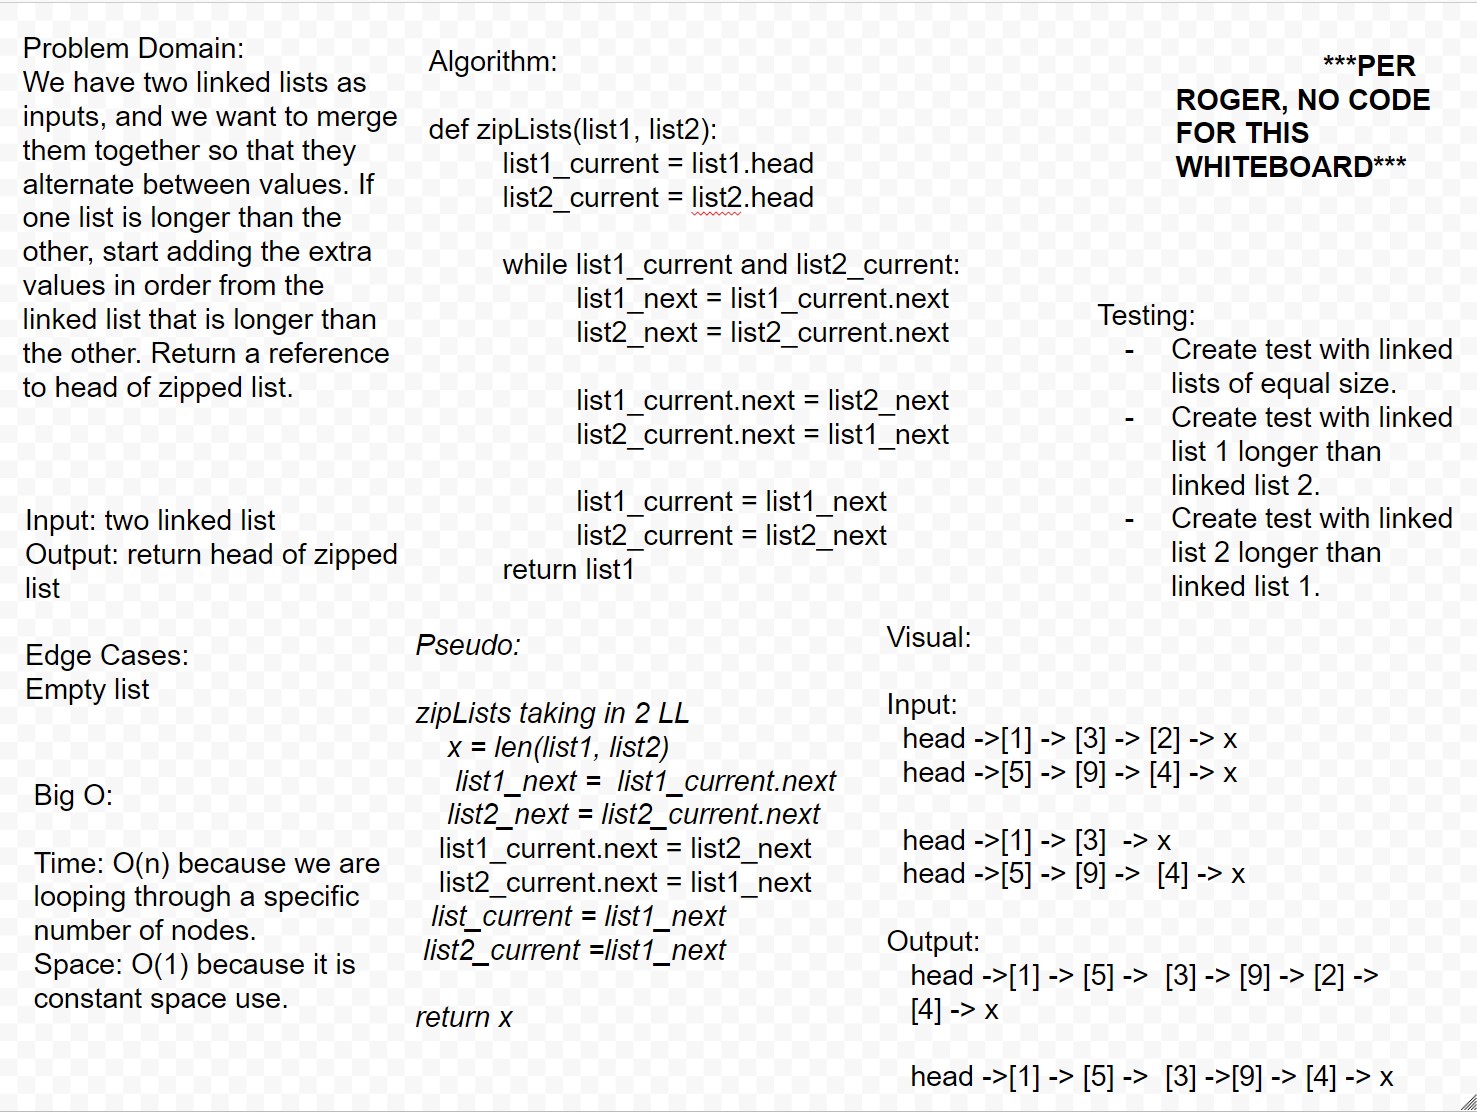 Problem Domain:
We have two linked lists as
inputs, and we want to merge
them together so that they
alternate between values. If
one list is longer than the
other, start adding the extra
values in order from the
linked list that is longer than
the other. Return a reference
to head of zipped list.
Input: two linked list
Output: return head of zipped
list
Edge Cases:
Empty list
Big O:
Time: O(n) because we are
looping through a specific
number of nodes.
Space: O(1) because it is
constant space use.
Algorithm:
def zipLists(list1, list2):
list1_current = list1.head
list2_current = list2.head
while list1_current and list2_current:
list1_next = list1_current.next
list2_next = list2_current.next
list1_current.next = list2_next
list2_current.next = list1_next
list1_current = list1_next
list2_current = list2_next
return list1
Pseudo:
zipLists taking in 2 LL
x = len(list1, list2)
list1_next =  list1_current.next
list2_next = list2_current.next
list1_current.next = list2_next
list2_current.next = list1_next
list_current = list1_next
list2_current =list1_next
return x
***PER
ROGER, NO CODE
FOR THIS
WHITEBOARD***
Testing:
- Create test with linked
lists of equal size.
- Create test with linked
list 1 longer than
linked list 2.
- Create test with linked
list 2 longer than
linked list 1.
Visual:
Input:
head ->[1] -> [3] -> [2] -> x
head ->[5] -> [9] -> [4] -> x
head ->[1] -> [3]  -> x
head ->[5] -> [9] ->  [4] -> x
Output:
head ->[1] -> [5] ->  [3] -> [9] -> [2] ->
[4] -> x
head ->[1] -> [5] ->  [3] ->[9] -> [4] -> x